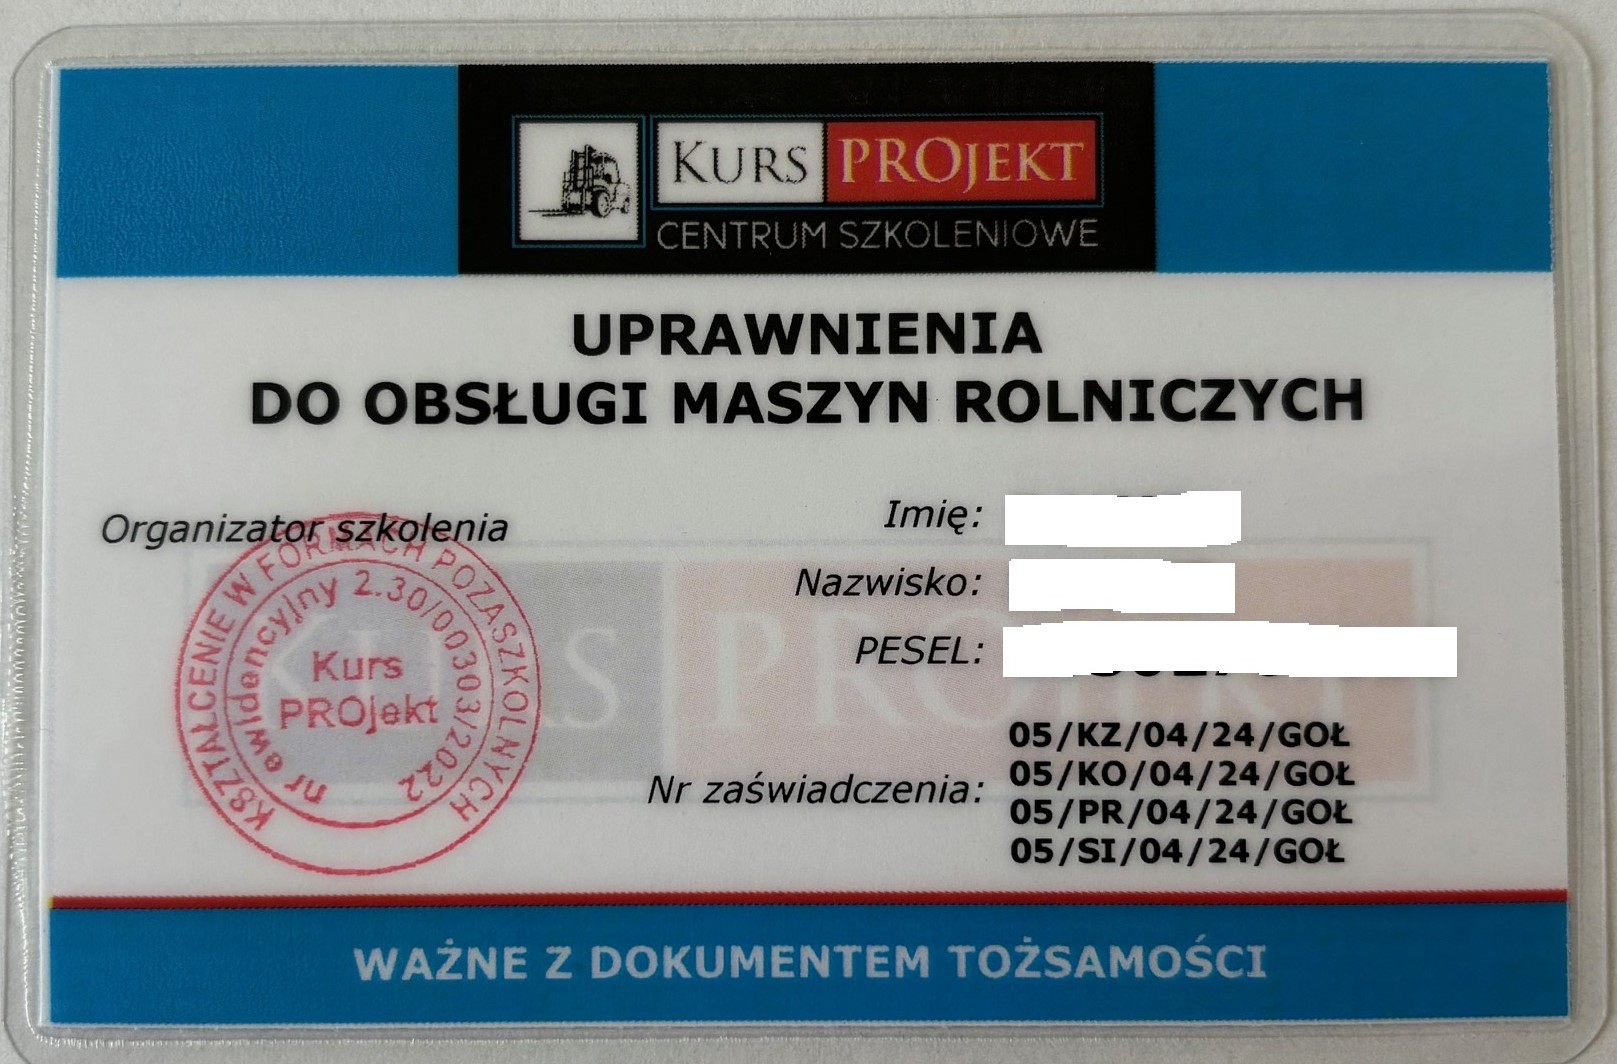 KURS PROJEKT
CENTRUM SZKOLENIOWE
UPRAWNIENIA
DO OBSŁUGI MASZYN ROLNICZYCH
Organizator szkolenia
KSZTAŁCENIE W FORMACH POZASZKOLNYCH
nr ewidencyjny 2.30/00303/2022
Kurs
PROjekt
Imię:
Nazwisko:
PESEL:
Nr zaświadczenia:
05/KZ/04/24/GOŁ
05/KO/04/24/GOŁ
05/PR/04/24/GOŁ
05/SI/04/24/GOŁ
KURS PROJEKT
WAŻNE Z DOKUMENTEM TOŻSAMOŚCI